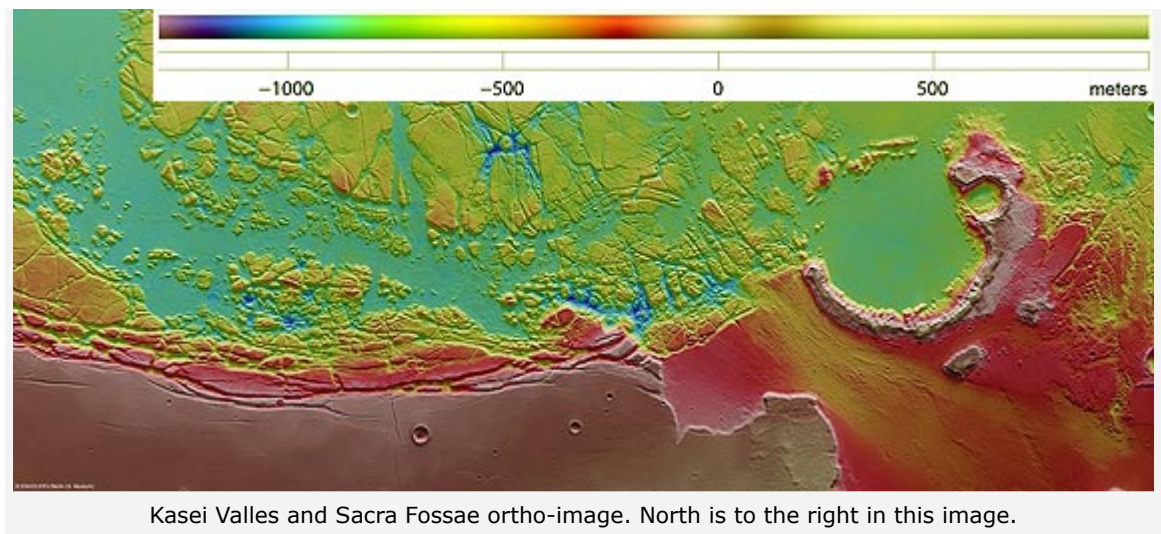 −1000 −500 0 500 meters
Kasei Valles and Sacra Fossae ortho-image. North is to the right in this image.